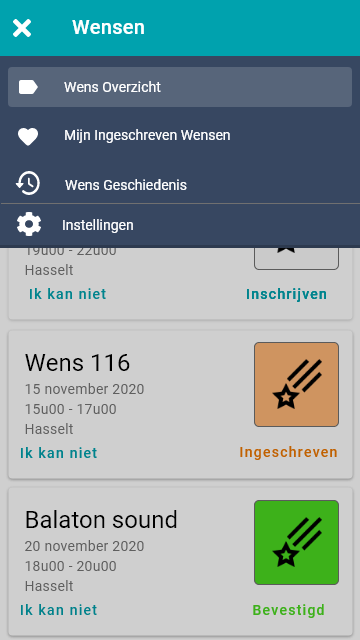 Wensen
Wens Overzicht
Mijn Ingeschreven Wensen
Wens Geschiedenis
Instellingen
19u00 - 22u00
Hasselt
Ik kan niet Inschrijven
Wens 116
15 november 2020
15u00 - 17u00
Hasselt
Ik kan niet Ingeschreven
Balaton sound
20 november 2020
18u00 - 20u00
Hasselt
Ik kan niet Bevestigd